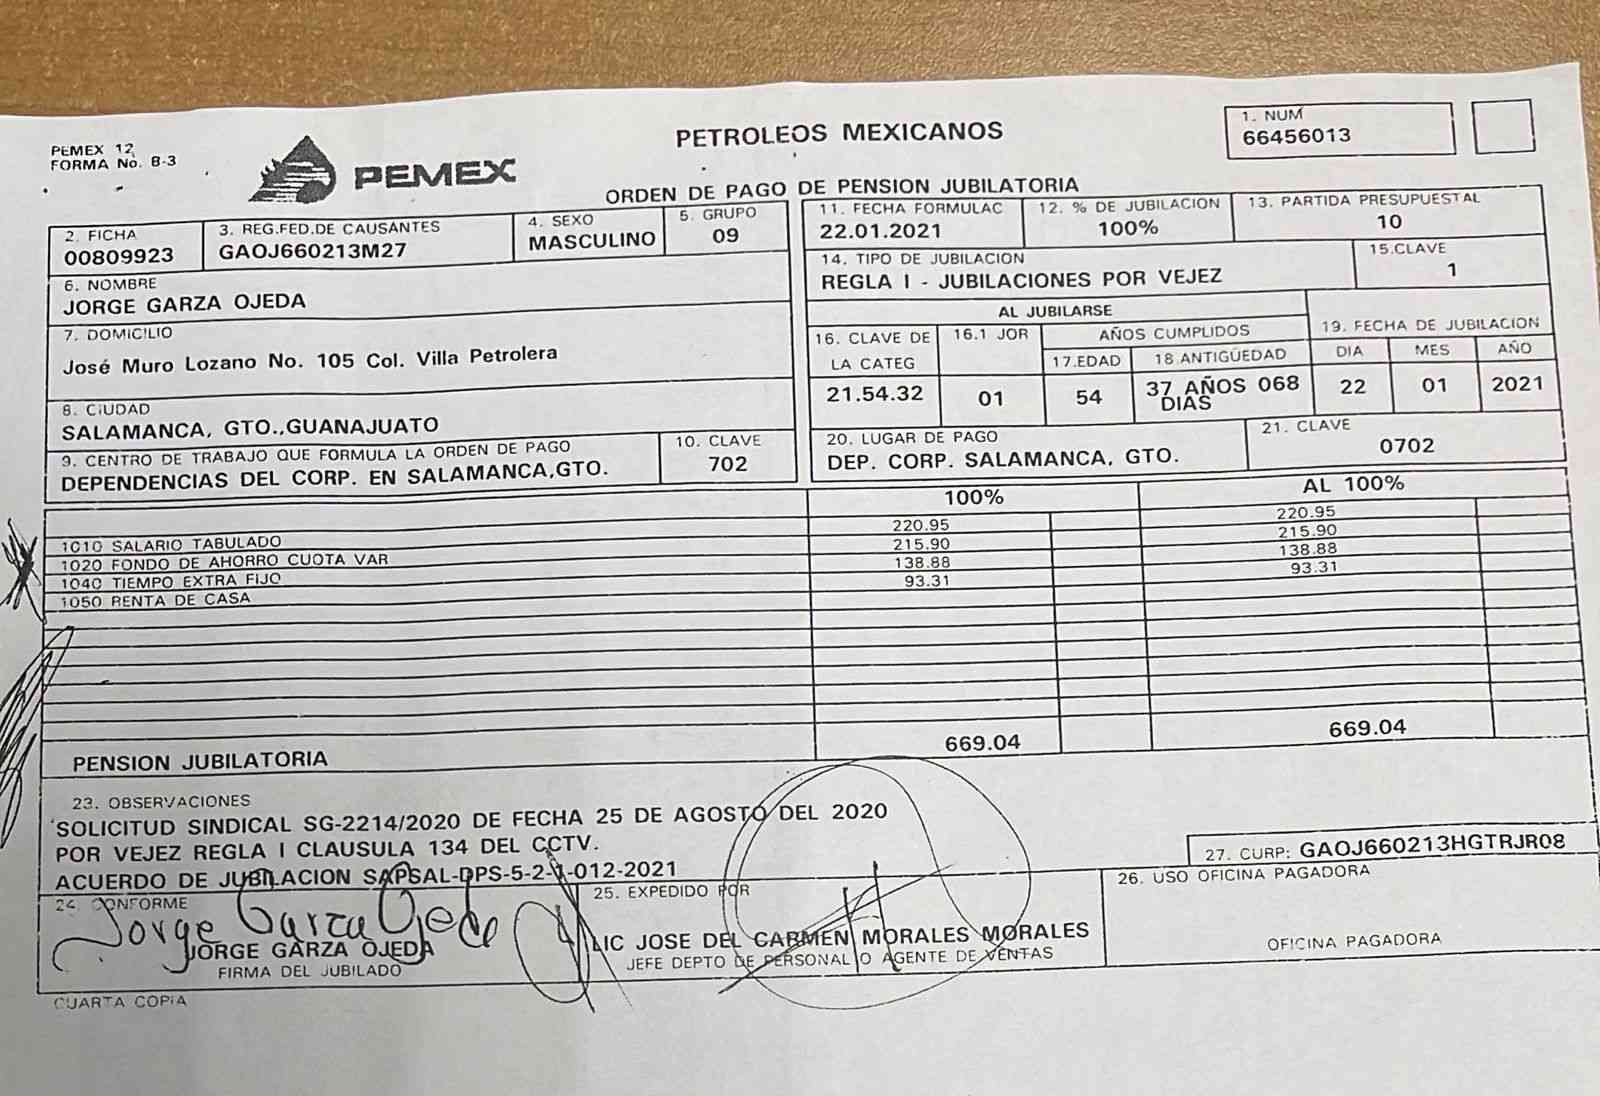 PEMEX 12
FORMA No. B-3
PEMEX
PETROLEOS MEXICANOS
1. NUM
66456013
ORDEN DE PAGO DE PENSION JUBILATORIA
2. FICHA
00809923
3. REG.FED.DE CAUSANTES
GAOJ660213M27
4. SEXO
MASCULINO
5. GRUPO
09
6. NOMBRE
JORGE GARZA OJEDA
7. DOMICILIO
José Muro Lozano No. 105 Col. Villa Petrolera
8. CIUDAD
SALAMANCA, GTO.,GUANAJUATO
9. CENTRO DE TRABAJO QUE FORMULA LA ORDEN DE PAGO
DEPENDENCIAS DEL CORP. EN SALAMANCA,GTO.
10. CLAVE
702
11. FECHA FORMULAC
22.01.2021
12. % DE JUBILACION
100%
13. PARTIDA PRESUPUESTAL
10
14. TIPO DE JUBILACION
REGLA I - JUBILACIONES POR VEJEZ
15.CLAVE
1
AL JUBILARSE
16. CLAVE DE
LA CATEG
21.54.32
16.1 JOR
01
AÑOS CUMPLIDOS
17.EDAD
54
18.ANTIGÜEDAD
37 AÑOS 068
DIAS
19. FECHA DE JUBILACION
DIA MES AÑO
22 01 2021
20. LUGAR DE PAGO
DEP. CORP. SALAMANCA, GTO.
21. CLAVE
0702
100% AL 100%
220.95 220.95
1010 SALARIO TABULADO 215.90 215.90
1020 FONDO DE AHORRO CUOTA VAR 138.88 138.88
1040 TIEMPO EXTRA FIJO 93.31 93.31
1050 RENTA DE CASA
PENSION JUBILATORIA 669.04 669.04
23. OBSERVACIONES
SOLICITUD SINDICAL SG-2214/2020 DE FECHA 25 DE AGOSTO DEL 2020
POR VEJEZ REGLA I CLAUSULA 134 DEL CCTV.
ACUERDO DE JUBILACION SAPSAL-DPS-5-2-1-012-2021
27. CURP: GAOJ660213HGTRJR08
24. CONFORME
Jorge Garza Ojeda
JORGE GARZA OJEDA
FIRMA DEL JUBILADO
25. EXPEDIDO POR
LIC JOSE DEL CARMEN MORALES MORALES
JEFE DEPTO DE PERSONAL O AGENTE DE VENTAS
26. USO OFICINA PAGADORA
OFICINA PAGADORA
CUARTA COPIA